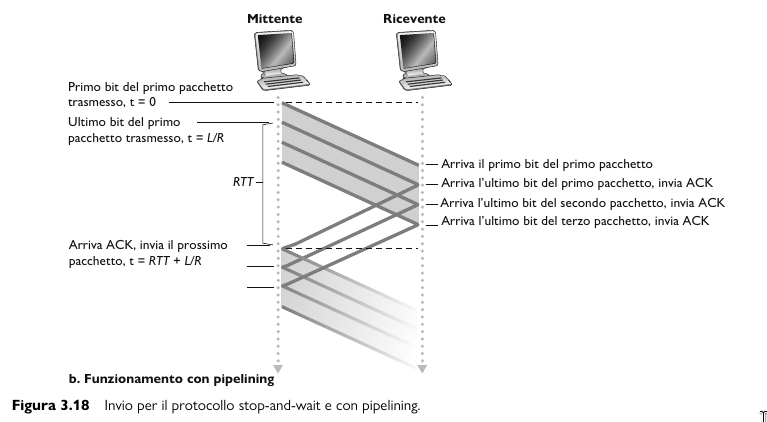 Mittente
Ricevente
Primo bit del primo pacchetto
trasmesso, t = 0
Ultimo bit del primo
pacchetto trasmesso, t = L/R
RTT
Arriva il primo bit del primo pacchetto
Arriva l'ultimo bit del primo pacchetto, invia ACK
Arriva l'ultimo bit del secondo pacchetto, invia ACK
Arriva l'ultimo bit del terzo pacchetto, invia ACK
Arriva ACK, invia il prossimo
pacchetto, t = RTT + L/R
b. Funzionamento con pipelining
Figura 3.18 Invio per il protocollo stop-and-wait e con pipelining.